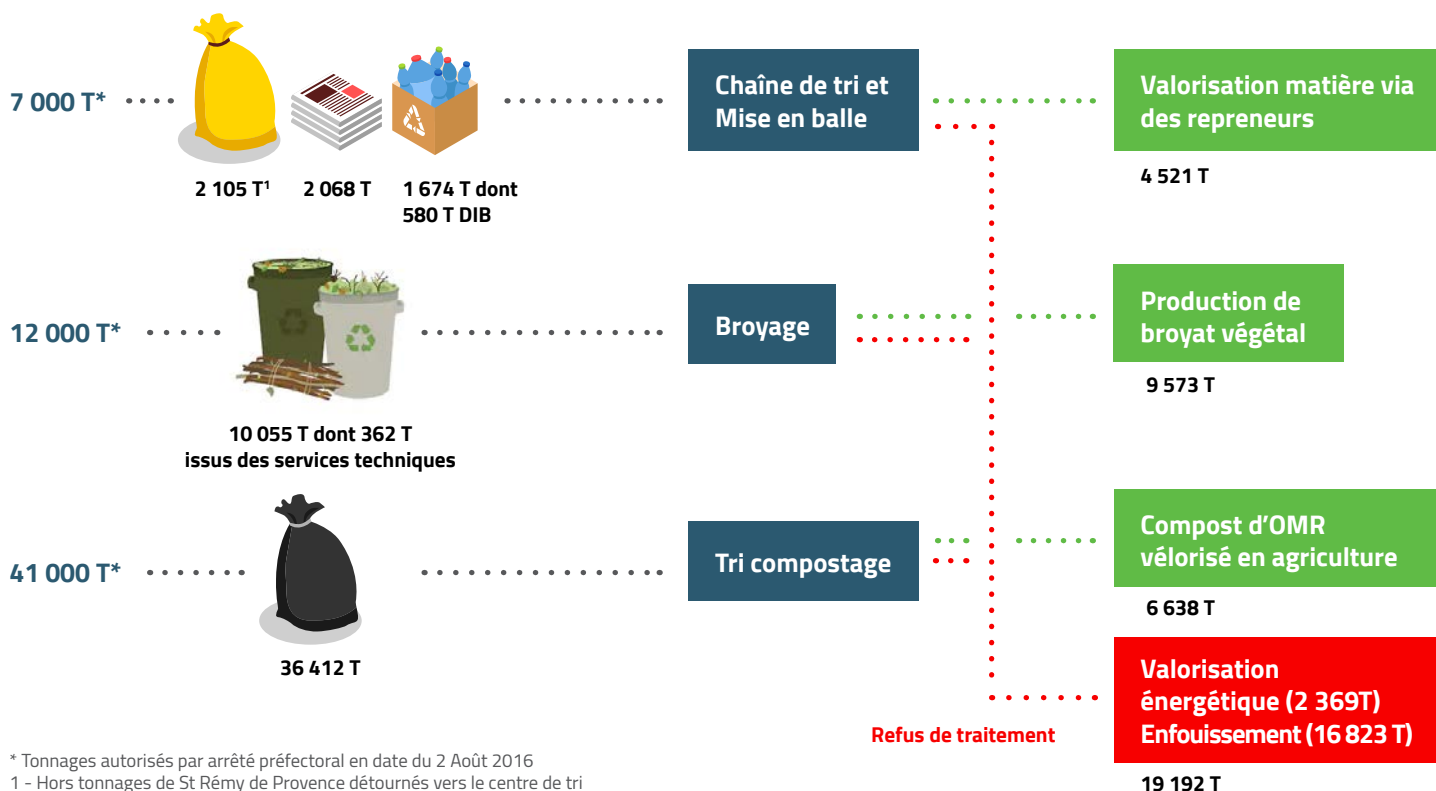 7 000 T*
2 105 T¹
2 068 T
1 674 T dont
580 T DIB
Chaîne de tri et
Mise en balle
Valorisation matière via
des repreneurs
4 521 T
12 000 T*
10 055 T dont 362 T
issus des services techniques
Broyage
Production de
broyat végétal
9 573 T
41 000 T*
36 412 T
Tri compostage
Compost d'OMR
vélorisé en agriculture
6 638 T
Refus de traitement
Valorisation
énergétique (2 369T)
Enfouissement (16 823 T)
19 192 T
* Tonnages autorisés par arrêté préfectoral en date du 2 Août 2016
1 - Hors tonnages de St Rémy de Provence détournés vers le centre de tri